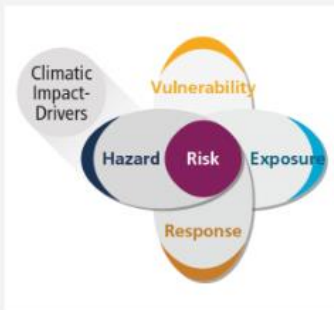 Climatic
Impact-
Drivers
Vulnerability
Hazard
Risk
Exposure
Response